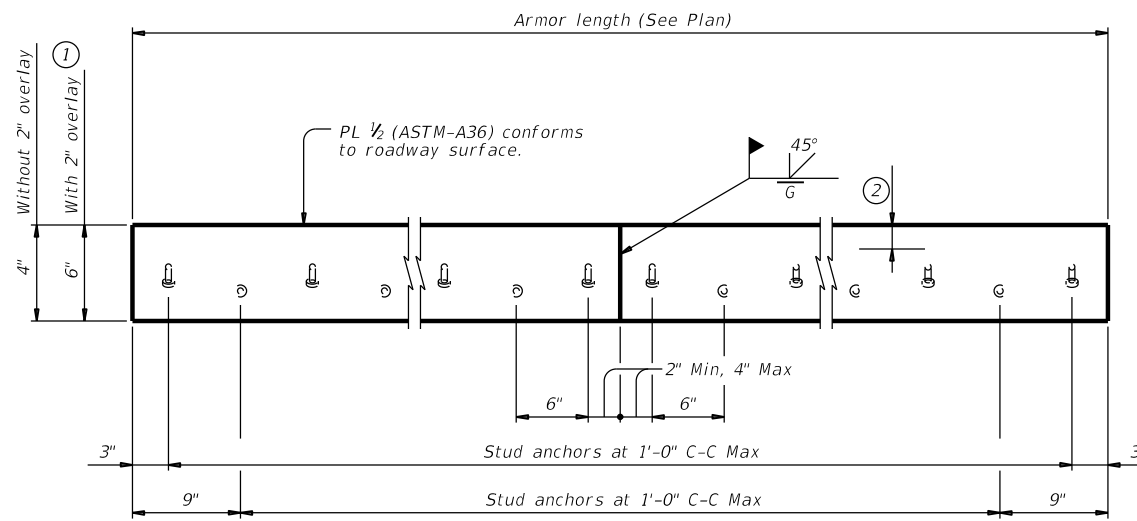 Armor length (See Plan)
Without 2" overlay
1
With 2" overlay
PL ½ (ASTM-A36) conforms
to roadway surface.
45°
G
2
4"
6"
2" Min, 4" Max
6"
6"
3"
Stud anchors at 1'-0" C-C Max
3
9"
Stud anchors at 1'-0" C-C Max
9"